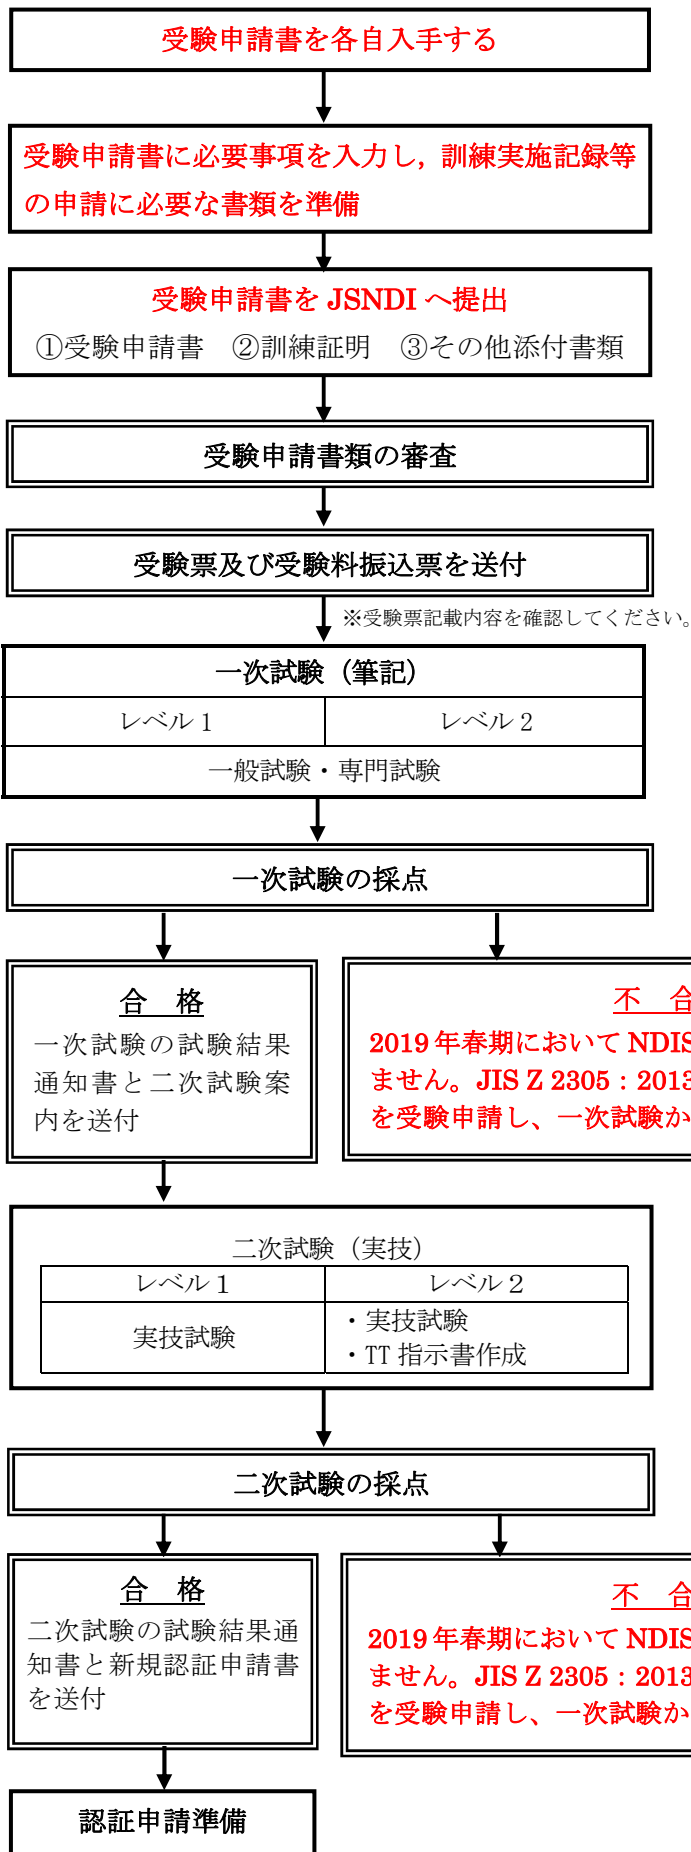 受験申請書を各自入手する
受験申請書に必要事項を入力し，訓練実施記録等
の申請に必要な書類を準備
受験申請書を JSNDI へ提出
①受験申請書　②訓練証明　③その他添付書類
受験申請書類の審査
受験票及び受験料振込票を送付
※受験票記載内容を確認してください。
一次試験（筆記）
レベル 1　レベル 2
一般試験・専門試験
一次試験の採点
合　格
一次試験の試験結果
通知書と二次試験案
内を送付
不　合
2019 年春期において NDIS
ません。JIS Z 2305：2013
を受験申請し、一次試験か
二次試験（実技）
レベル１　レベル２
実技試験
・実技試験
・TT 指示書作成
二次試験の採点
合　格
二次試験の試験結果通
知書と新規認証申請書
を送付
不　合
2019 年春期において NDIS
ません。JIS Z 2305：2013
を受験申請し、一次試験か
認証申請準備